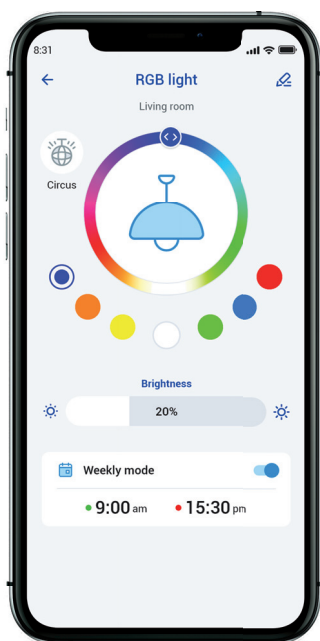 8:31
RGB light
Living room
Circus
Brightness
20%
Weekly mode
9:00 am 15:30 pm